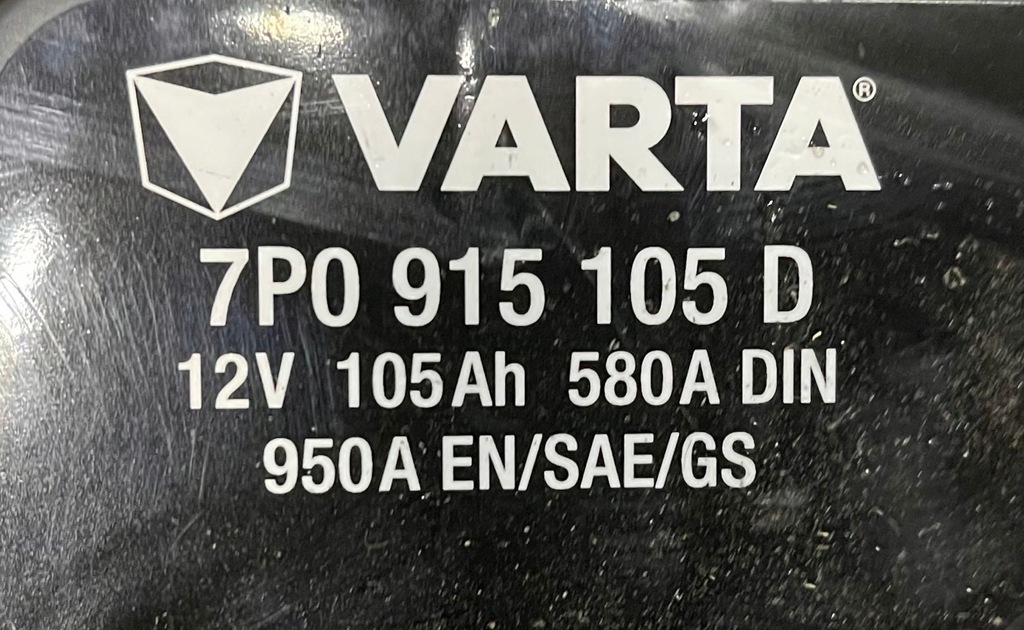 VARTA®
7P0 915 105 D
12V 105Ah 580A DIN
950A EN/SAE/GS